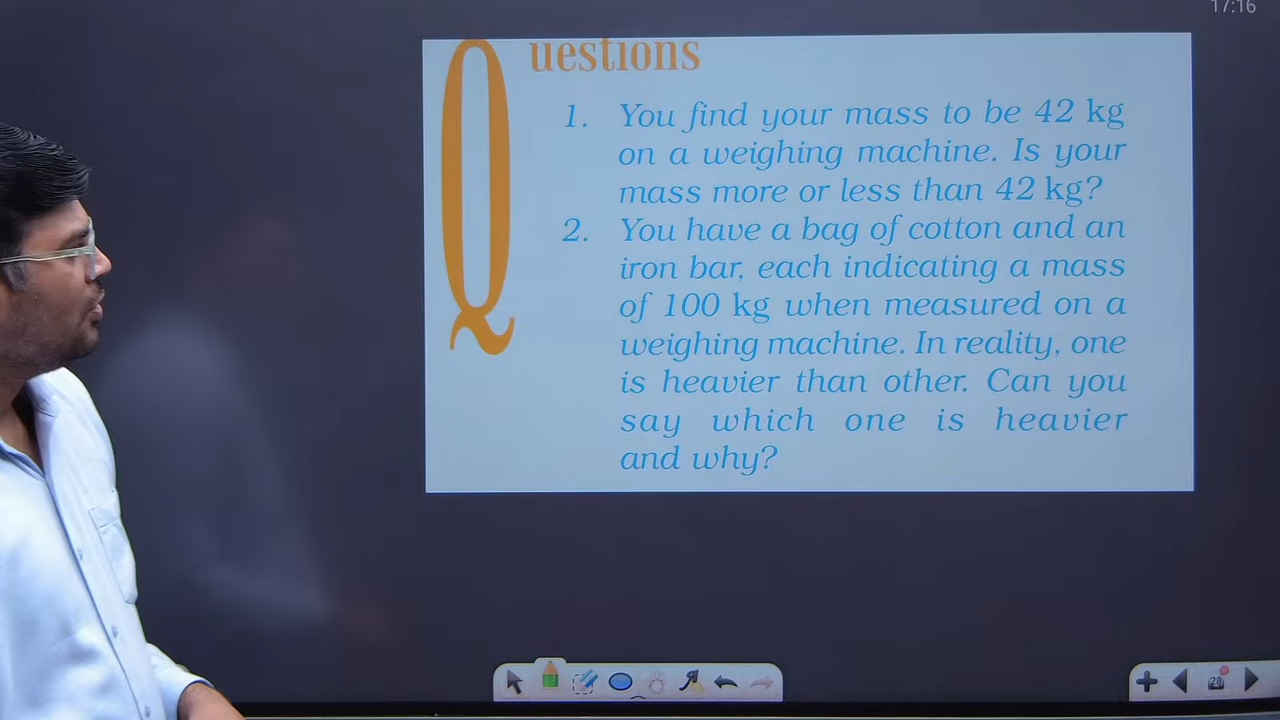 17:16
Questions
1. You find your mass to be 42 kg
on a weighing machine. Is your
mass more or less than 42 kg?
2. You have a bag of cotton and an
iron bar, each indicating a mass
of 100 kg when measured on a
weighing machine. In reality, one
is heavier than other. Can you
say which one is heavier
and why?
28